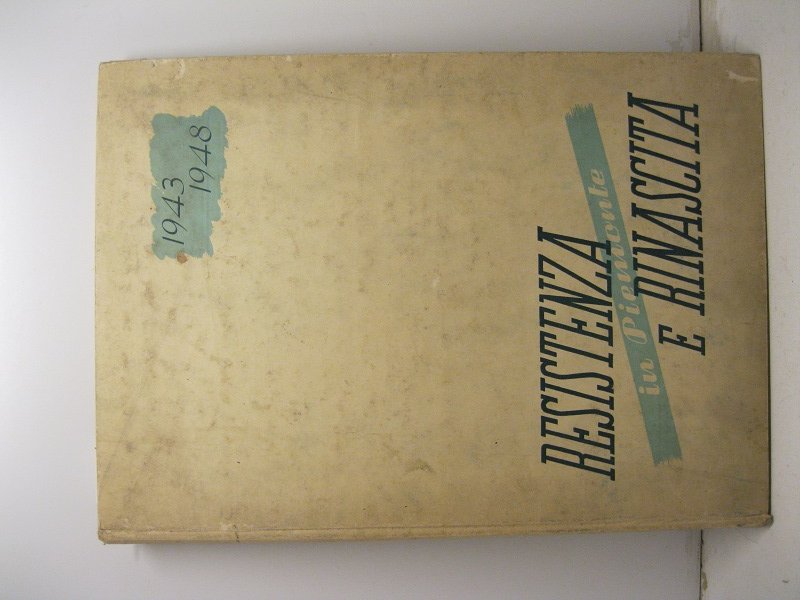 1943
1948
RESISTENZA
in Piemonte
E RINASCITA